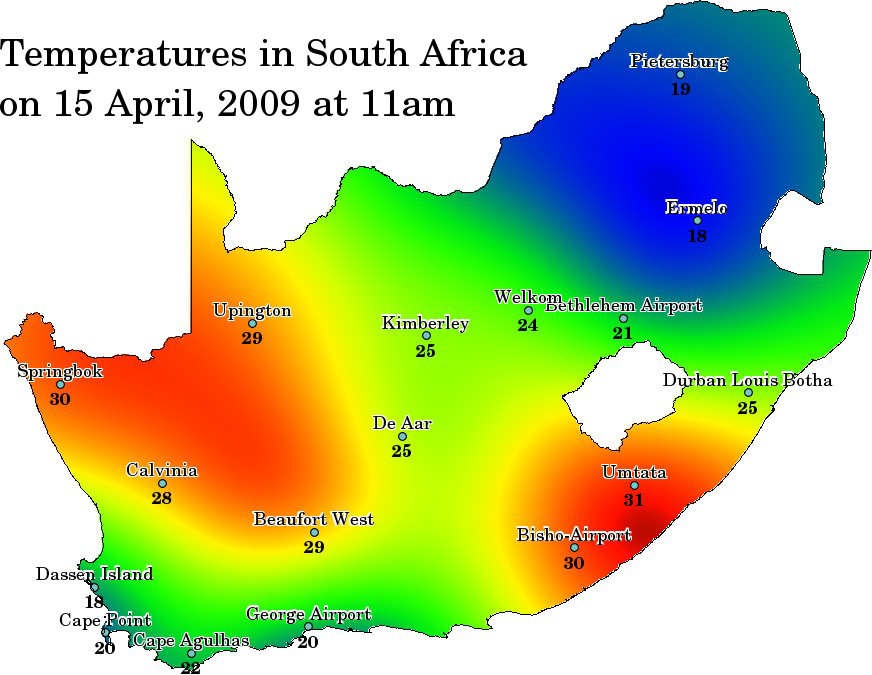 Temperatures in South Africa
on 15 April, 2009 at 11am
Pietersburg
19
Ermelo
18
Welkom
24
Bethlehem Airport
21
Upington
29
Kimberley
25
Springbok
30
Durban Louis Botha
25
De Aar
25
Calvinia
28
Umtata
31
Beaufort West
29
Bisho-Airport
30
Dassen Island
18
Cape Point
20
George Airport
20
Cape Agulhas
22